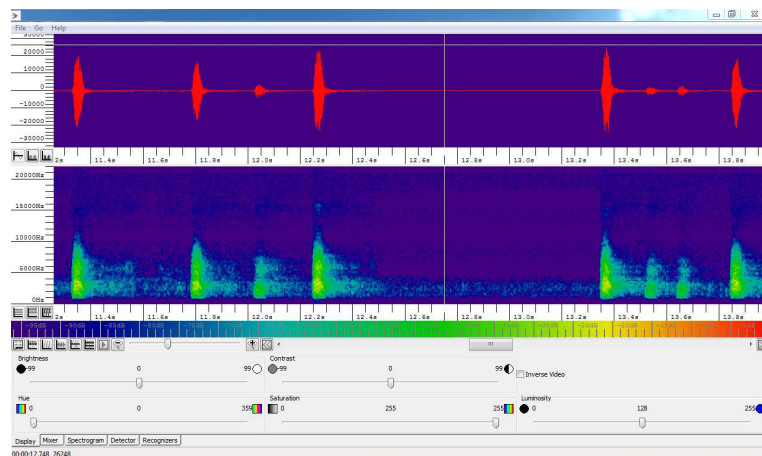 File Go Help
20000
10000
0
-10000
-20000
-30000
2s 11.4s 11.6s 11.8s 12.0s 12.2s 12.4s 12.6s 12.8s 13.0s 13.2s 13.4s 13.6s 13.8s
20000Hz
15000Hz
10000Hz
5000Hz
0Hz
2s 11.4s 11.6s 11.8s 12.0s 12.2s 12.4s 12.6s 12.8s 13.0s 13.2s 13.4s 13.6s 13.8s
-95dB -90dB -85dB
Brightness Contrast
-99 0 99 -99 0 99
Inverse Video
Hue Saturation Luminosity
0 0 359 0 255 255 0 128 255
Display Mixer Spectrogram Detector Recognizers
00:00:12.748 26248